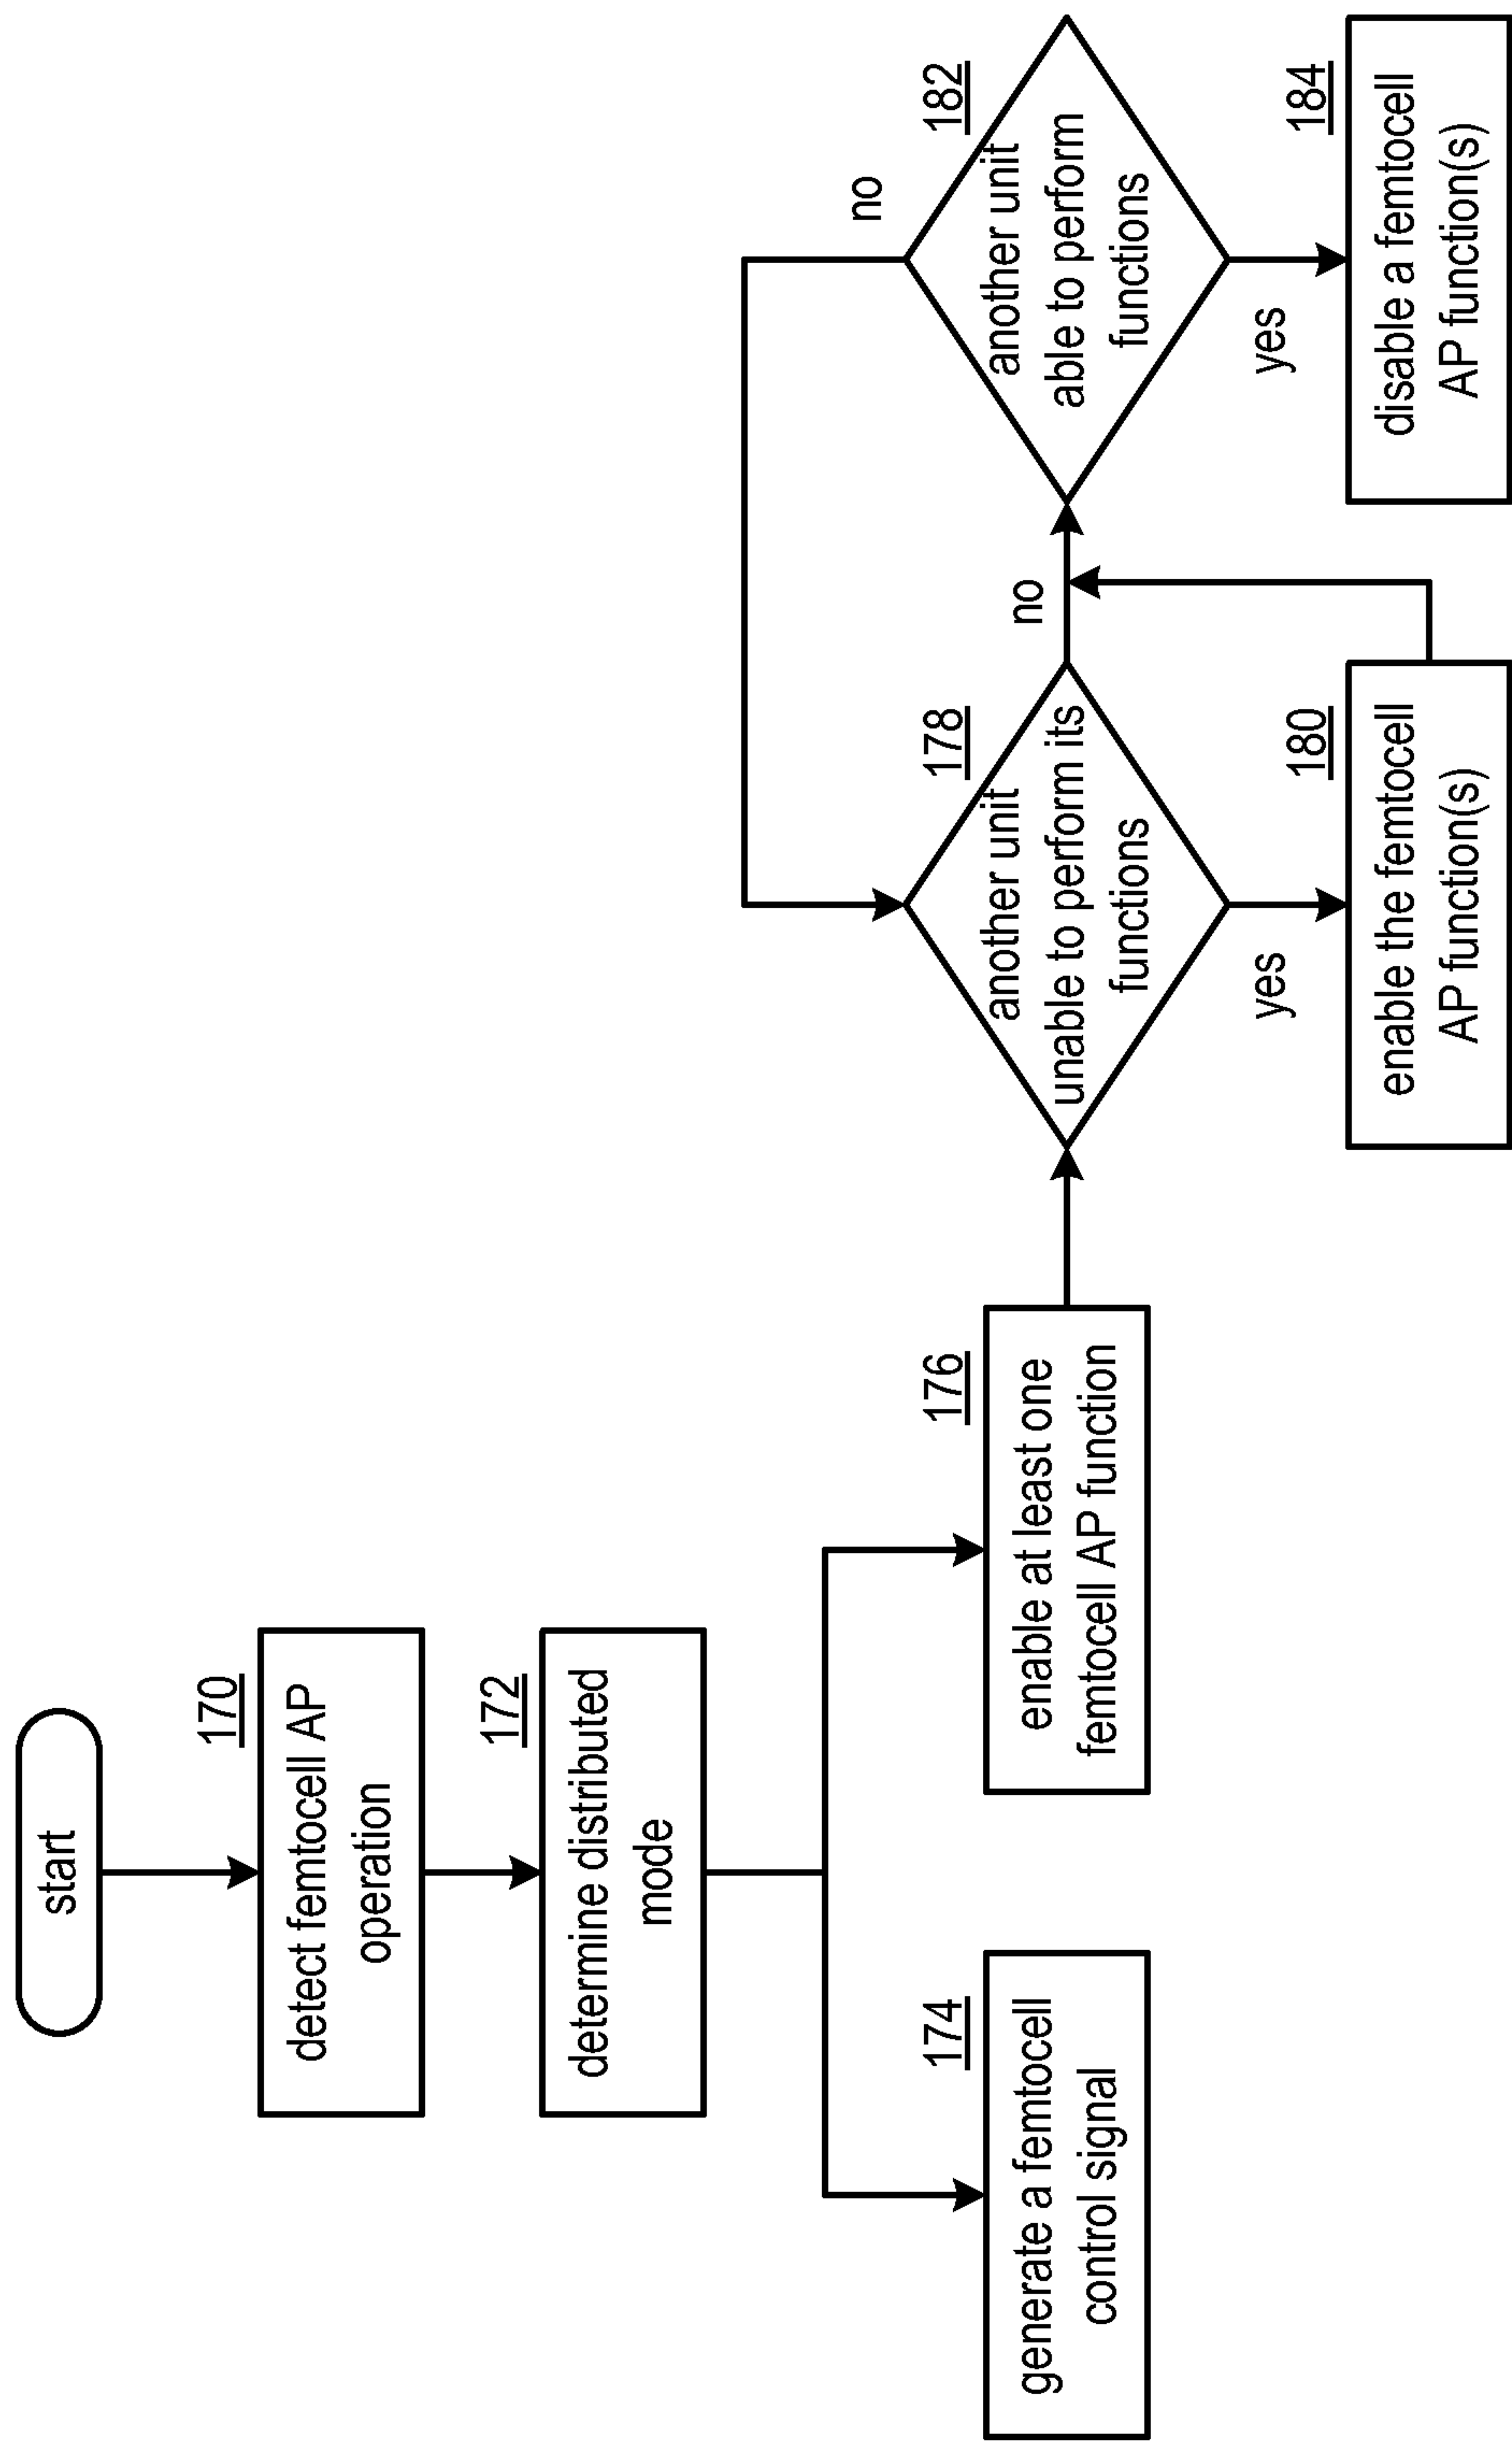 start
170
detect femtocell AP
operation
172
determine distributed
mode
174
generate a femtocell
control signal
176
enable at least one
femtocell AP function
178
another unit
unable to perform its
functions
no
yes
180
enable the femtocell
AP function(s)
182
another unit
able to perform
functions
no
yes
184
disable a femtocell
AP function(s)